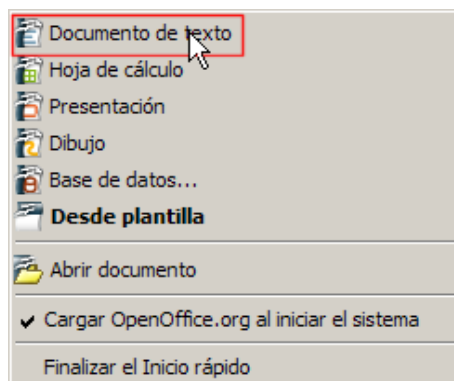 Documento de texto
Hoja de cálculo
Presentación
Dibujo
Base de datos...
Desde plantilla
Abrir documento
Cargar OpenOffice.org al iniciar el sistema
Finalizar el Inicio rápido